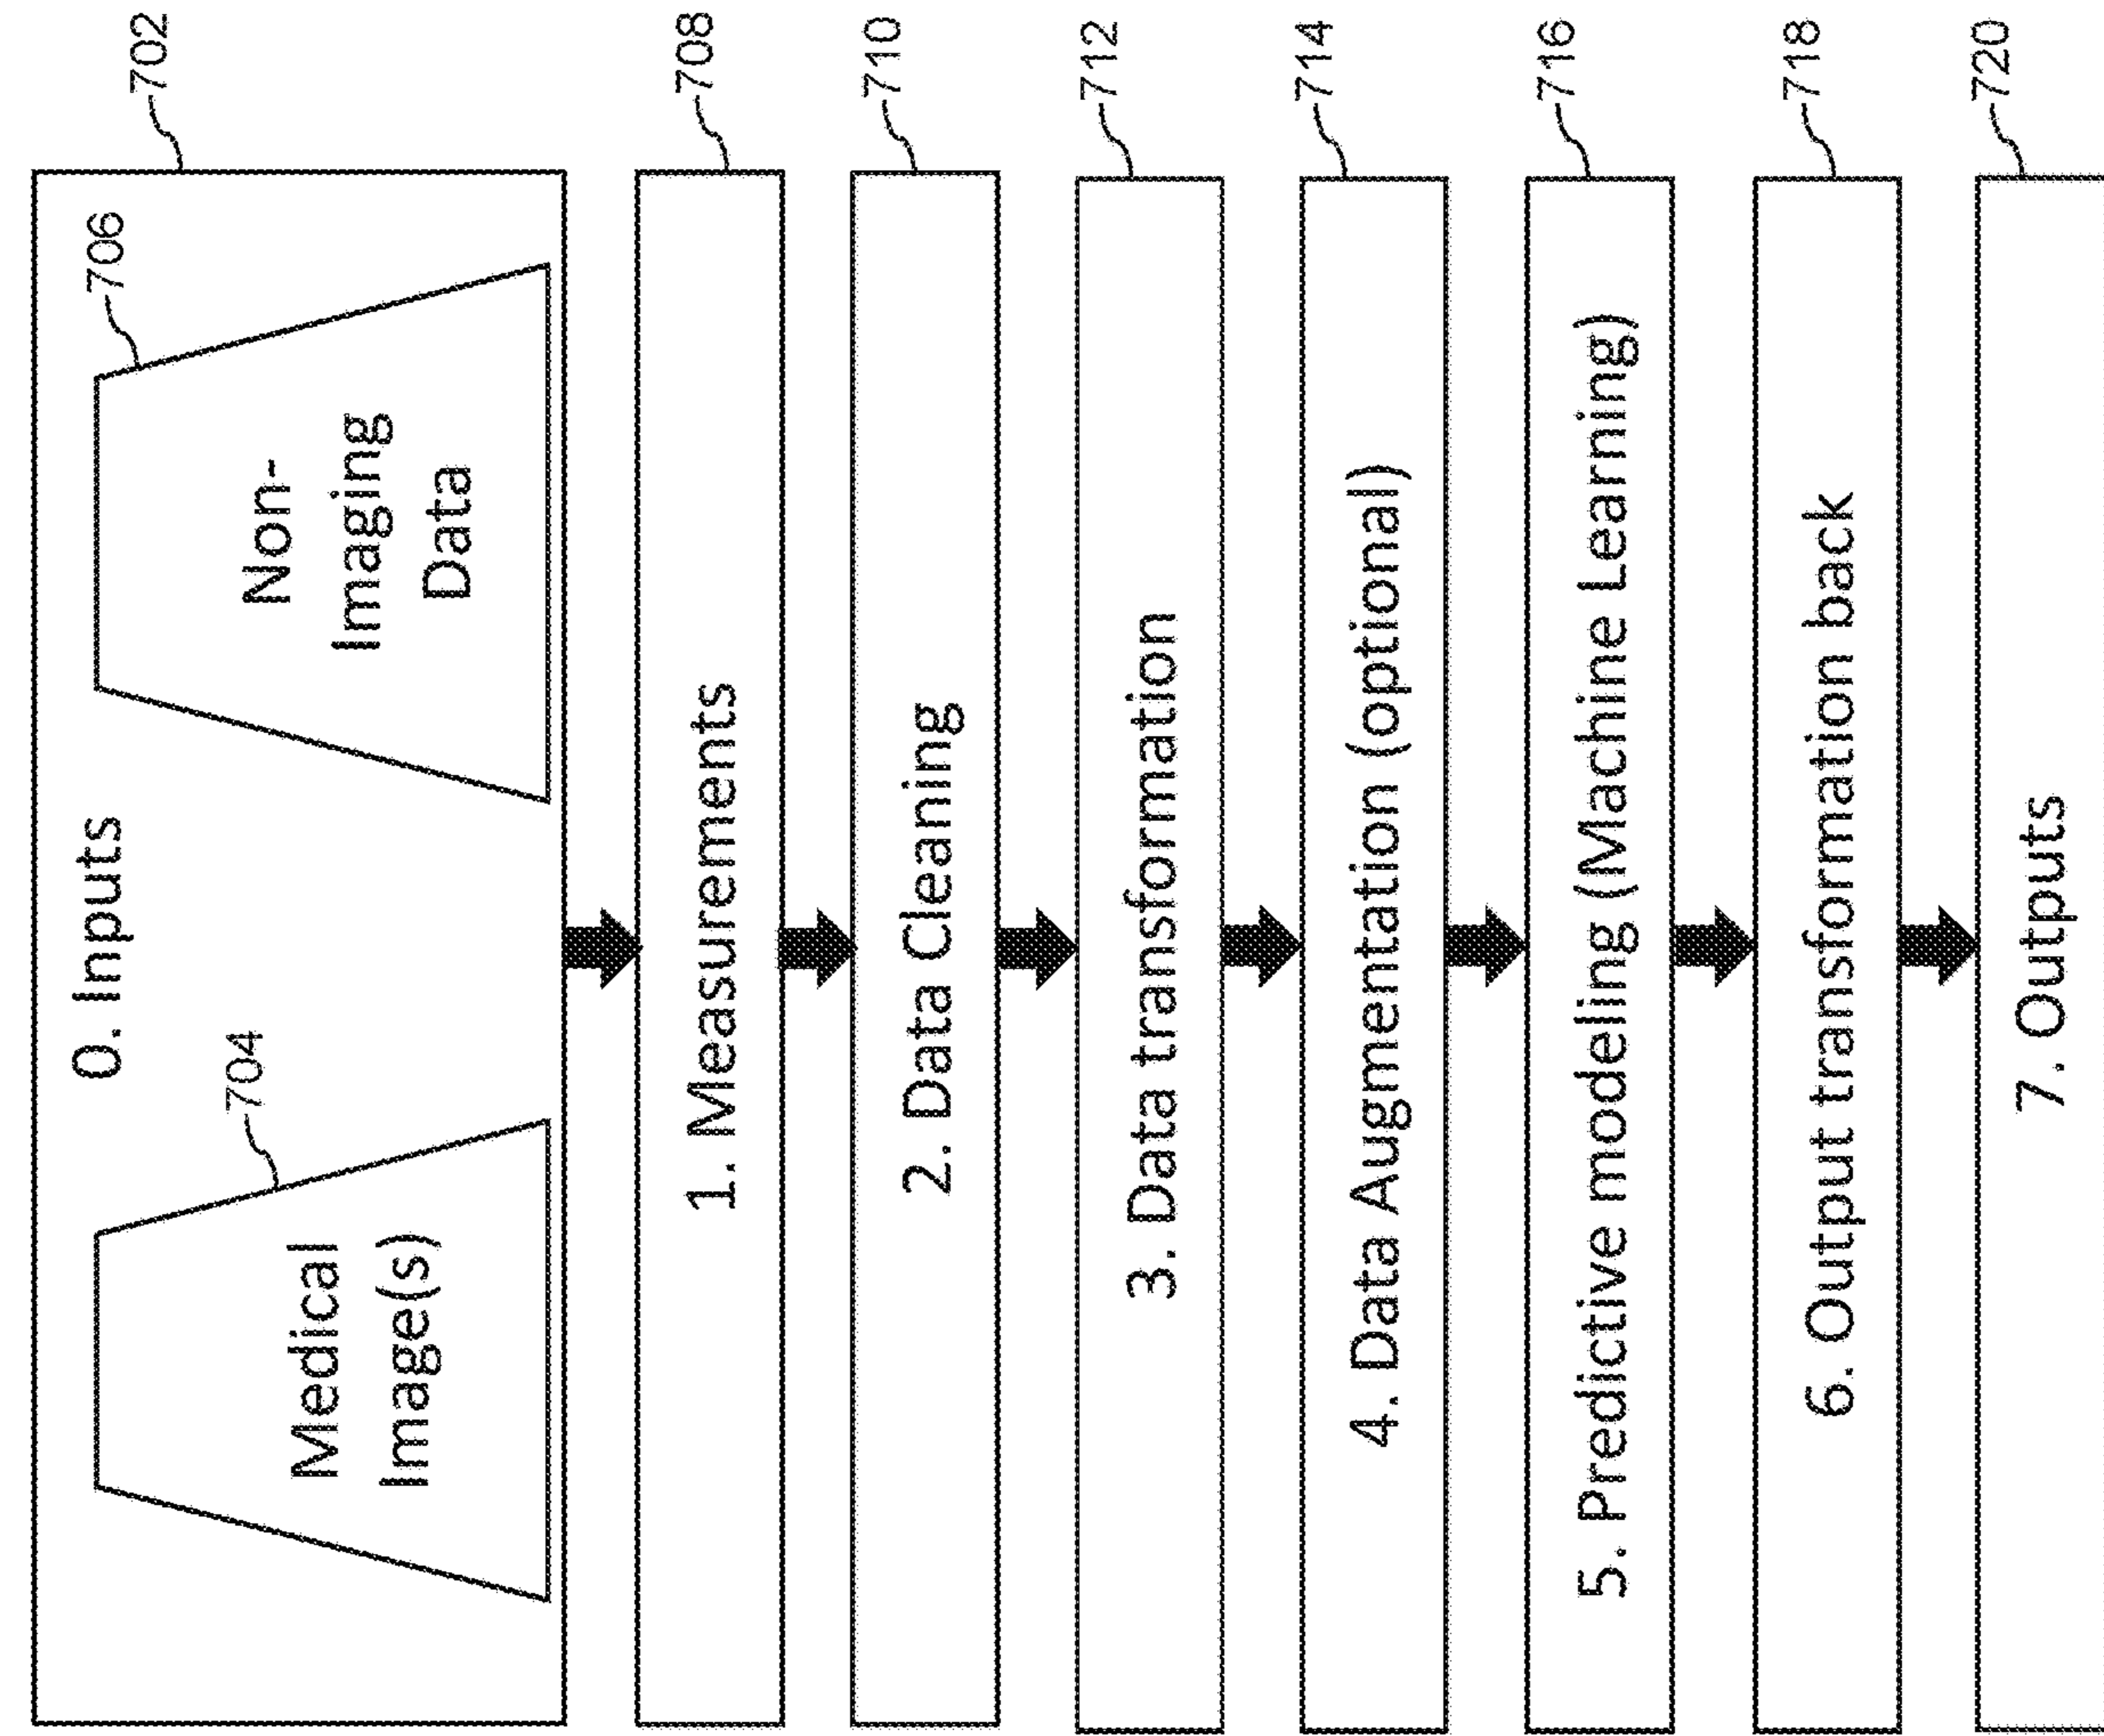 0. Inputs
702
704
706
Medical
Image(s)
Non-
Imaging
Data
1. Measurements
708
2. Data Cleaning
710
3. Data transformation
712
4. Data Augmentation (optional)
714
5. Predictive modeling (Machine Learning)
716
6. Output transformation back
718
7. Outputs
720